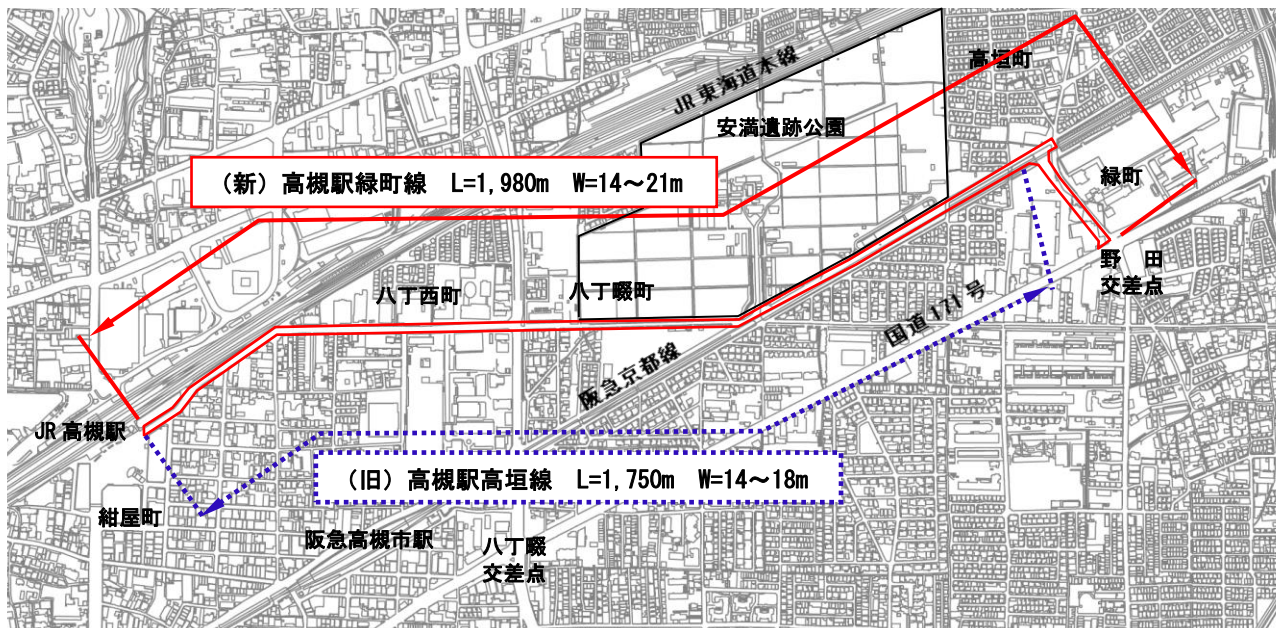 高垣町
JR東海道本線
安満遺跡公園
(新) 高槻駅緑町線 L=1,980m W=14~21m
緑町
野 田
交差点
八丁西町
八丁畷町
国道171号
阪急京都線
JR高槻駅
(旧) 高槻駅高垣線 L=1,750m W=14~18m
紺屋町
阪急高槻市駅
八丁畷
交差点